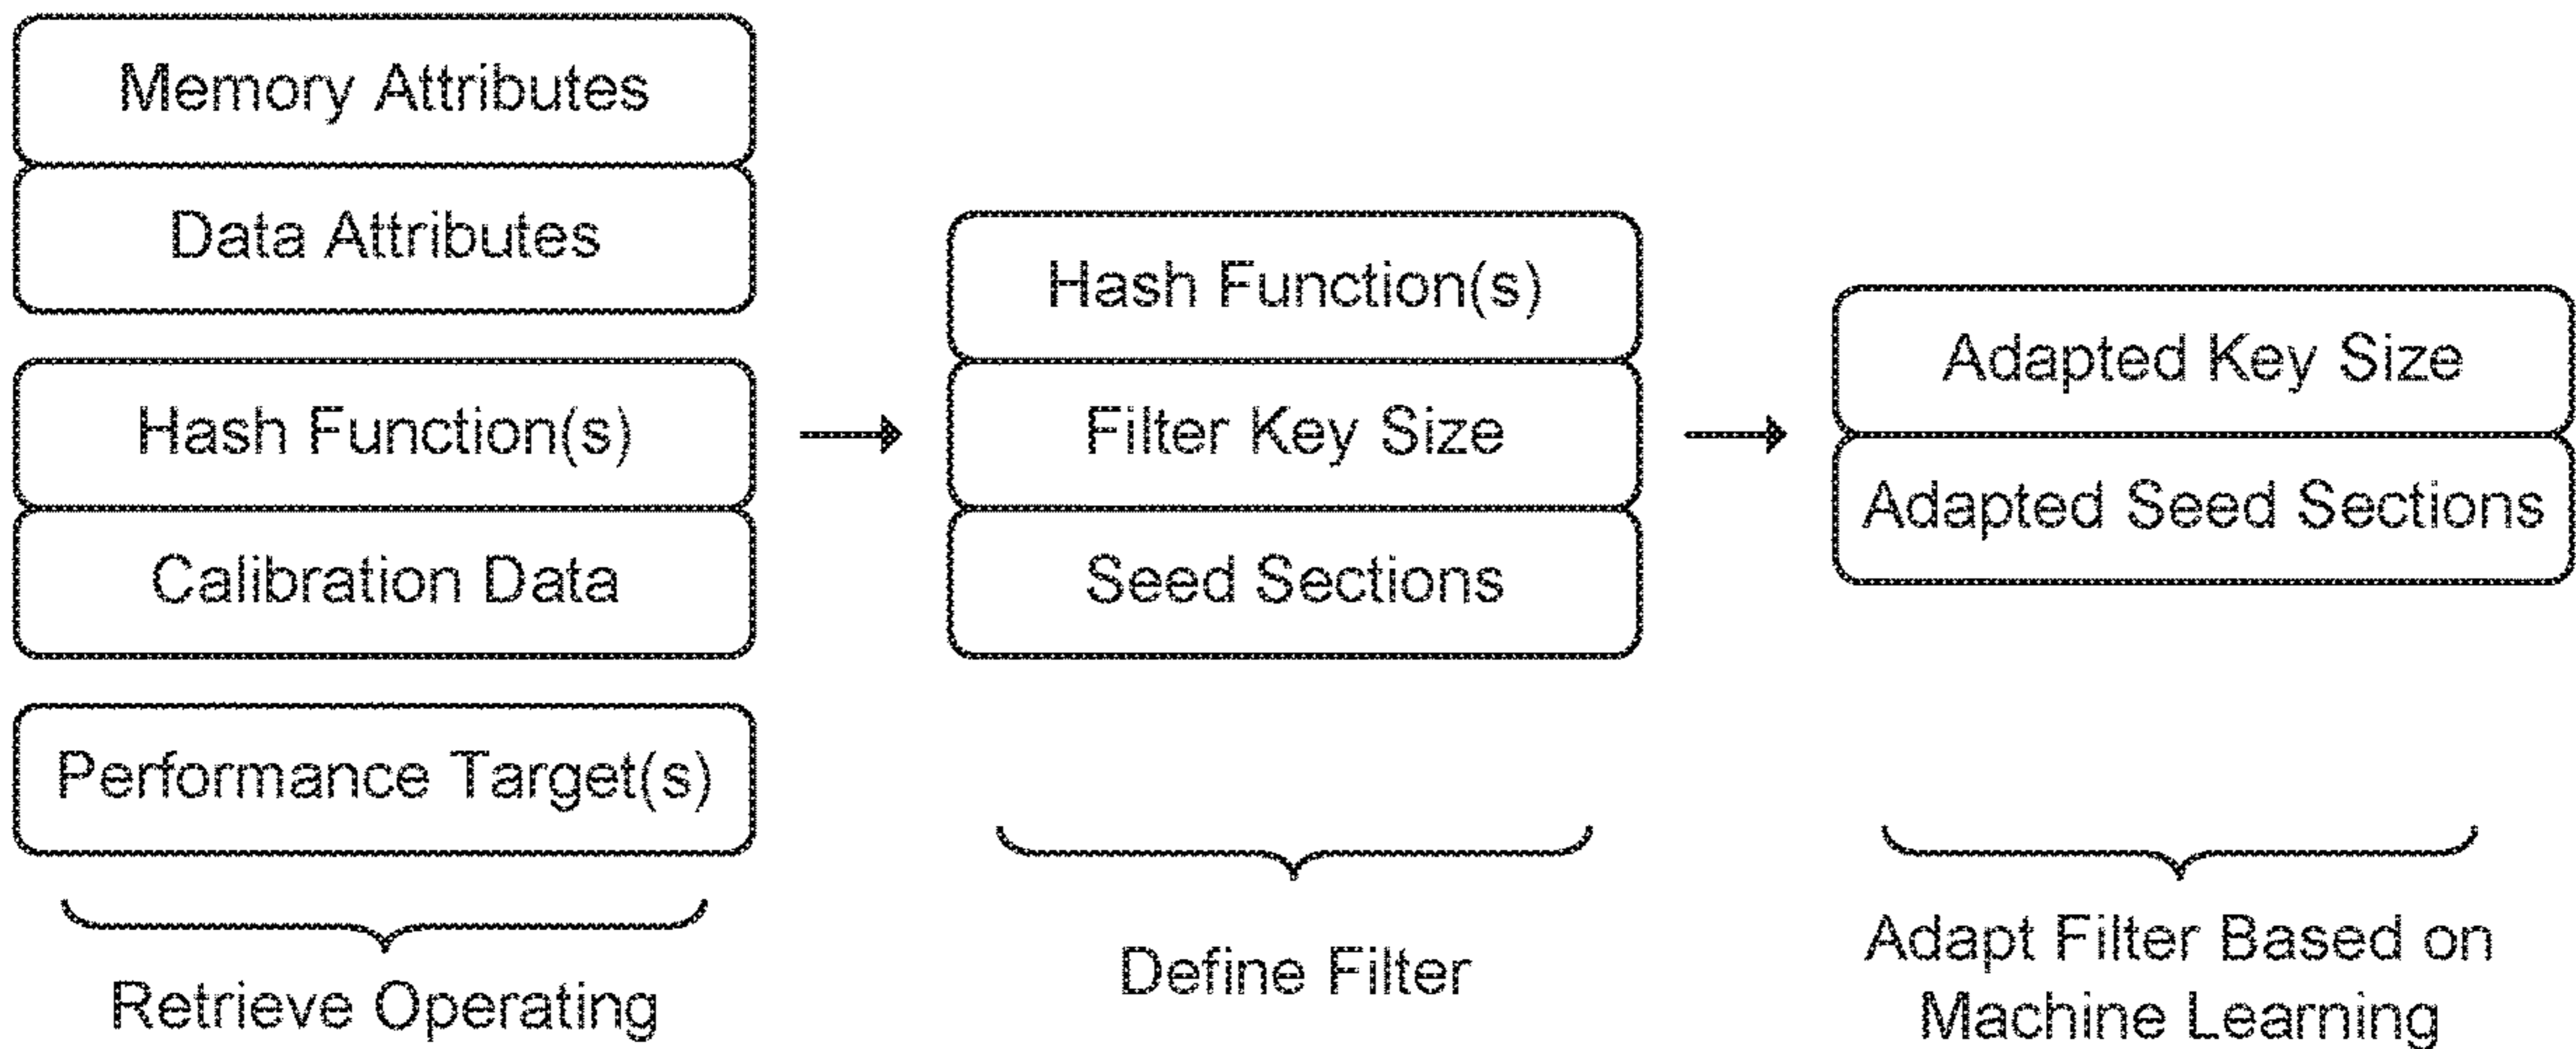 Memory Attributes
Data Attributes
Hash Function(s)
Calibration Data
Performance Target(s)
Retrieve Operating
Hash Function(s)
Filter Key Size
Seed Sections
Define Filter
Adapted Key Size
Adapted Seed Sections
Adapt Filter Based on
Machine Learning